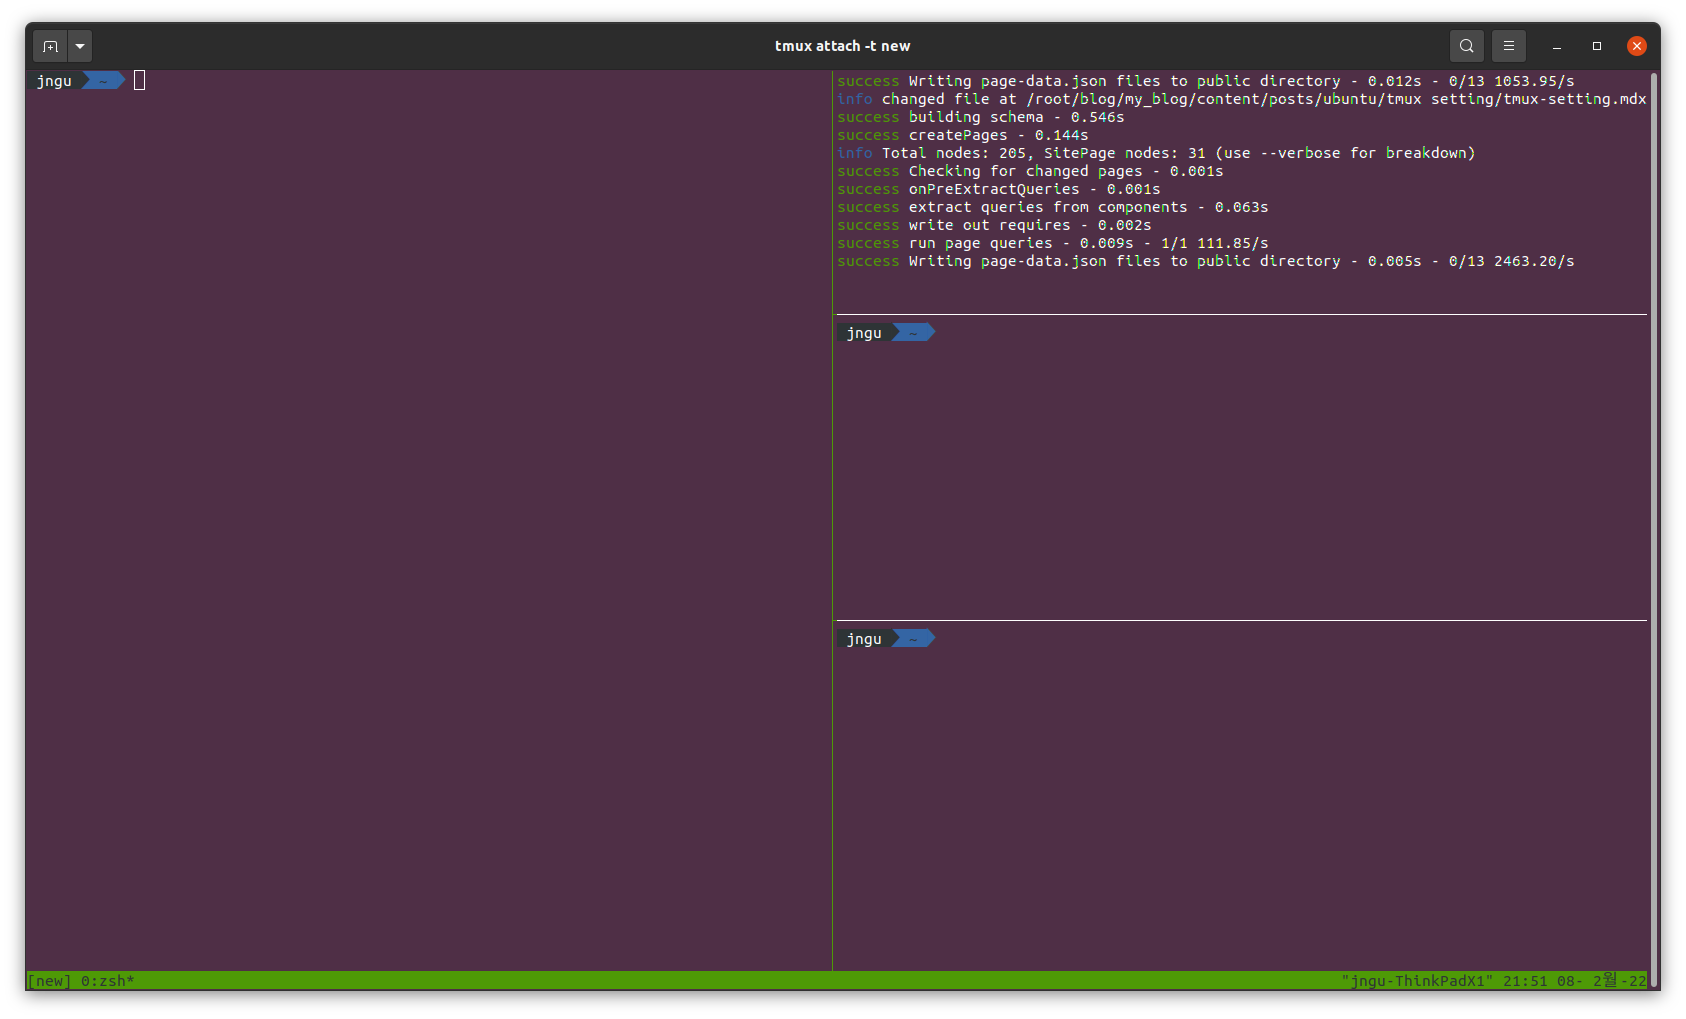 tmux attach -t new
jngu ~
success Writing page-data.json files to public directory - 0.012s - 0/13 1053.95/s
info changed file at /root/blog/my_blog/content/posts/ubuntu/tmux setting/tmux-setting.mdx
success building schema - 0.546s
success createPages - 0.144s
info Total nodes: 205, SitePage nodes: 31 (use --verbose for breakdown)
success Checking for changed pages - 0.001s
success onPreExtractQueries - 0.001s
success extract queries from components - 0.063s
success write out requires - 0.002s
success run page queries - 0.009s - 1/1 111.85/s
success Writing page-data.json files to public directory - 0.005s - 0/13 2463.20/s
jngu ~
jngu ~
[new] 0:zsh* "jngu-ThinkPadX1" 21:51 08- 2월-22